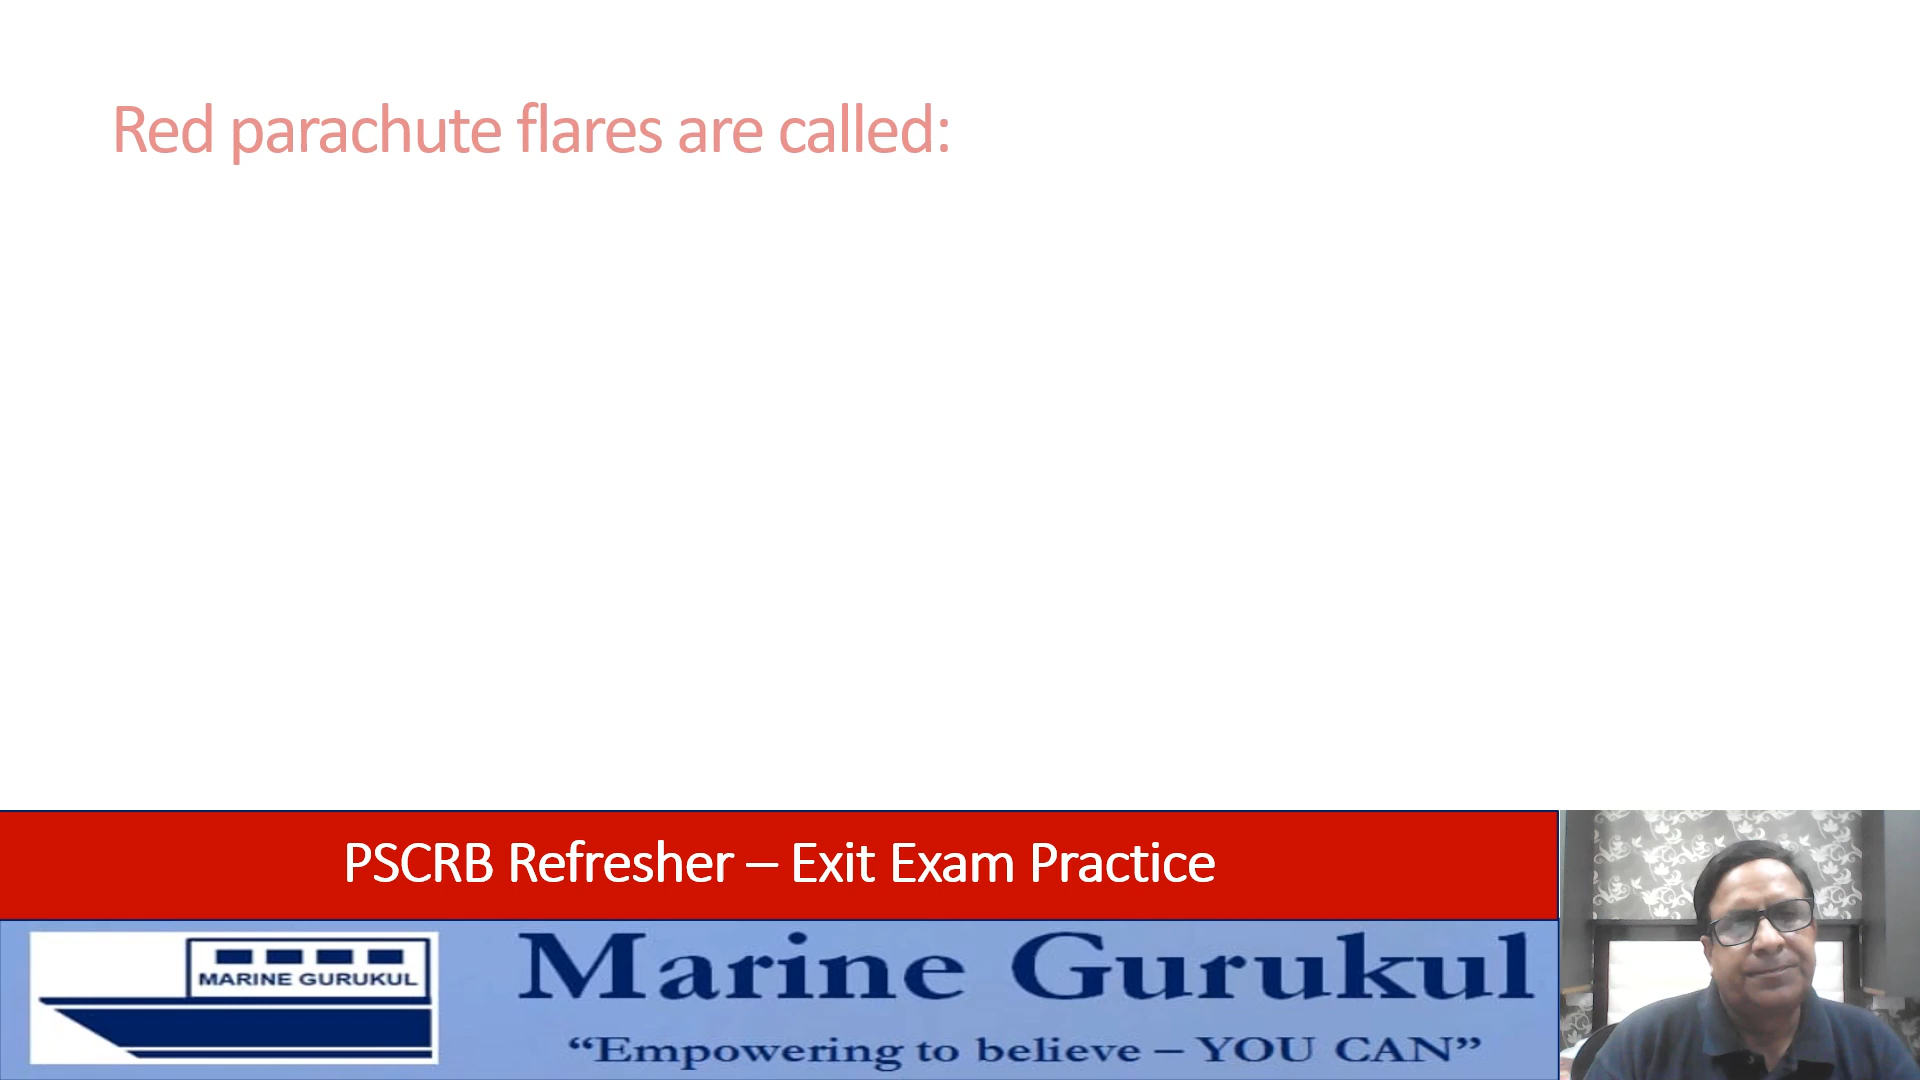 Red parachute flares are called:
PSCRB Refresher – Exit Exam Practice
MARINE GURUKUL
Marine Gurukul
“Empowering to believe – YOU CAN”